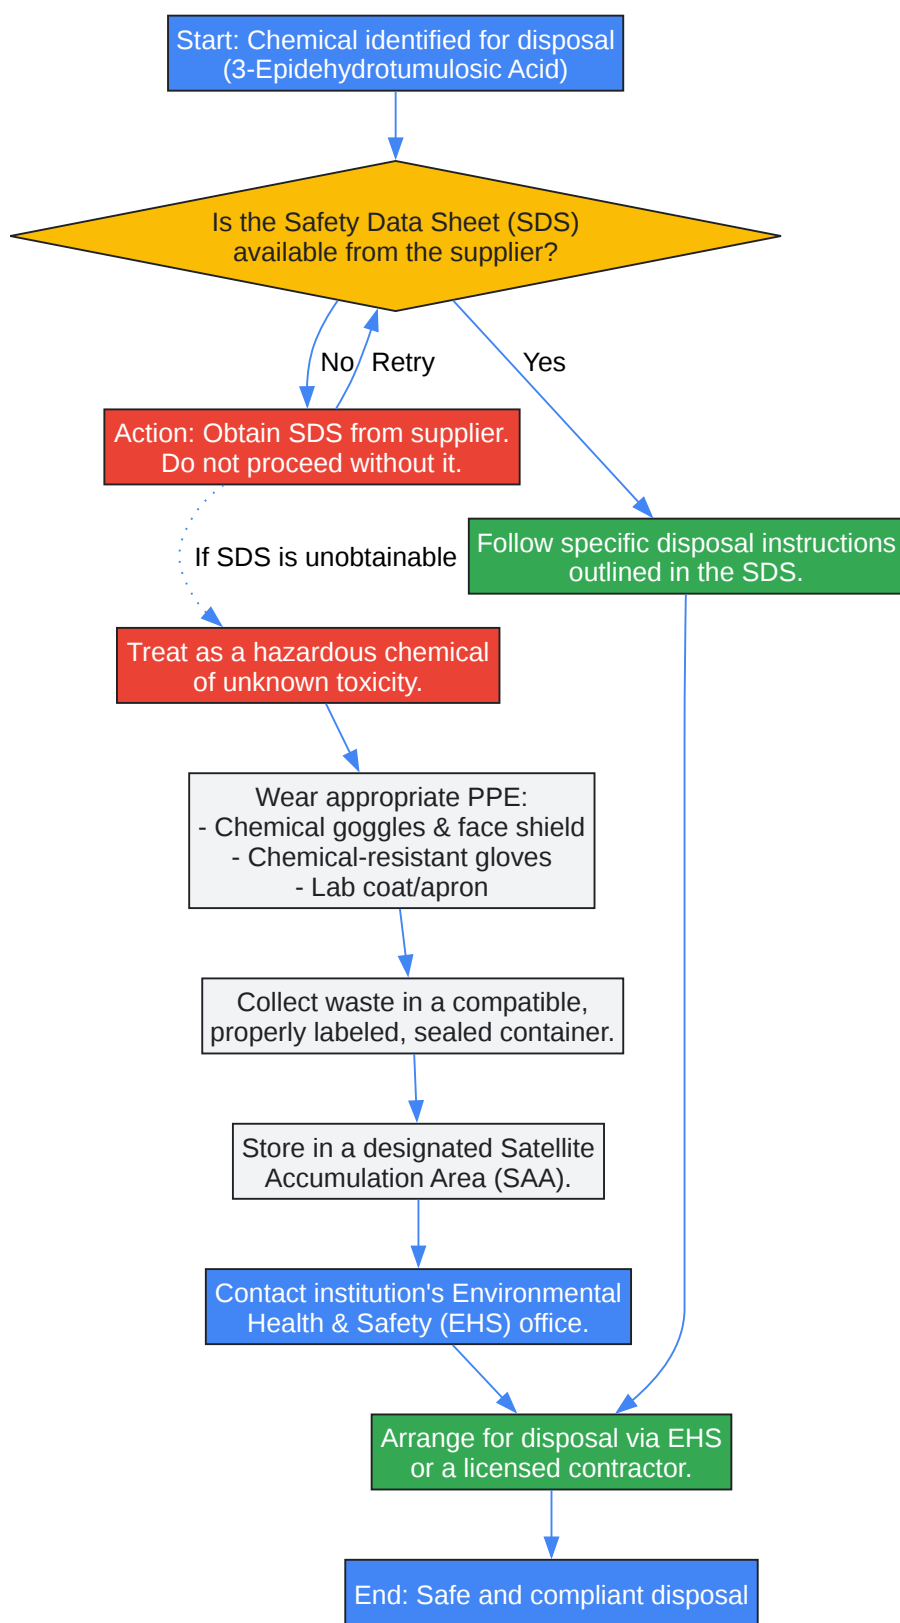 Start: Chemical identified for disposal
(3-Epidehydrotumulosic Acid)
Is the Safety Data Sheet (SDS)
available from the supplier?
No
Retry
Yes
Action: Obtain SDS from supplier.
Do not proceed without it.
Follow specific disposal instructions
outlined in the SDS.
If SDS is unobtainable
Treat as a hazardous chemical
of unknown toxicity.
Wear appropriate PPE:
- Chemical goggles & face shield
- Chemical-resistant gloves
- Lab coat/apron
Collect waste in a compatible,
properly labeled, sealed container.
Store in a designated Satellite
Accumulation Area (SAA).
Contact institution's Environmental
Health & Safety (EHS) office.
Arrange for disposal via EHS
or a licensed contractor.
End: Safe and compliant disposal